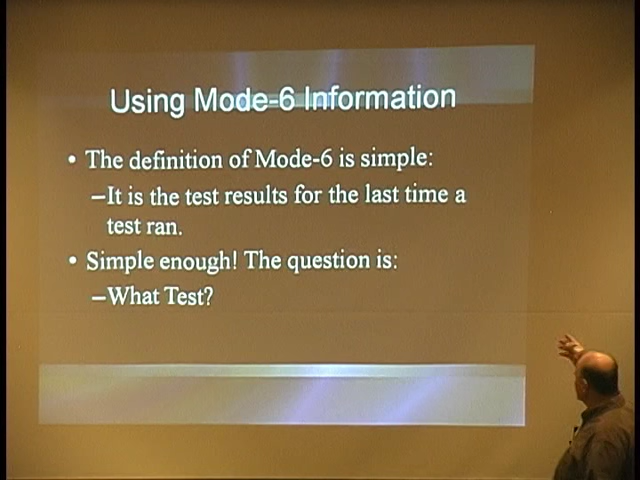 Using Mode-6 Information
• The definition of Mode-6 is simple:
–It is the test results for the last time a
test ran.
• Simple enough! The question is:
–What Test?